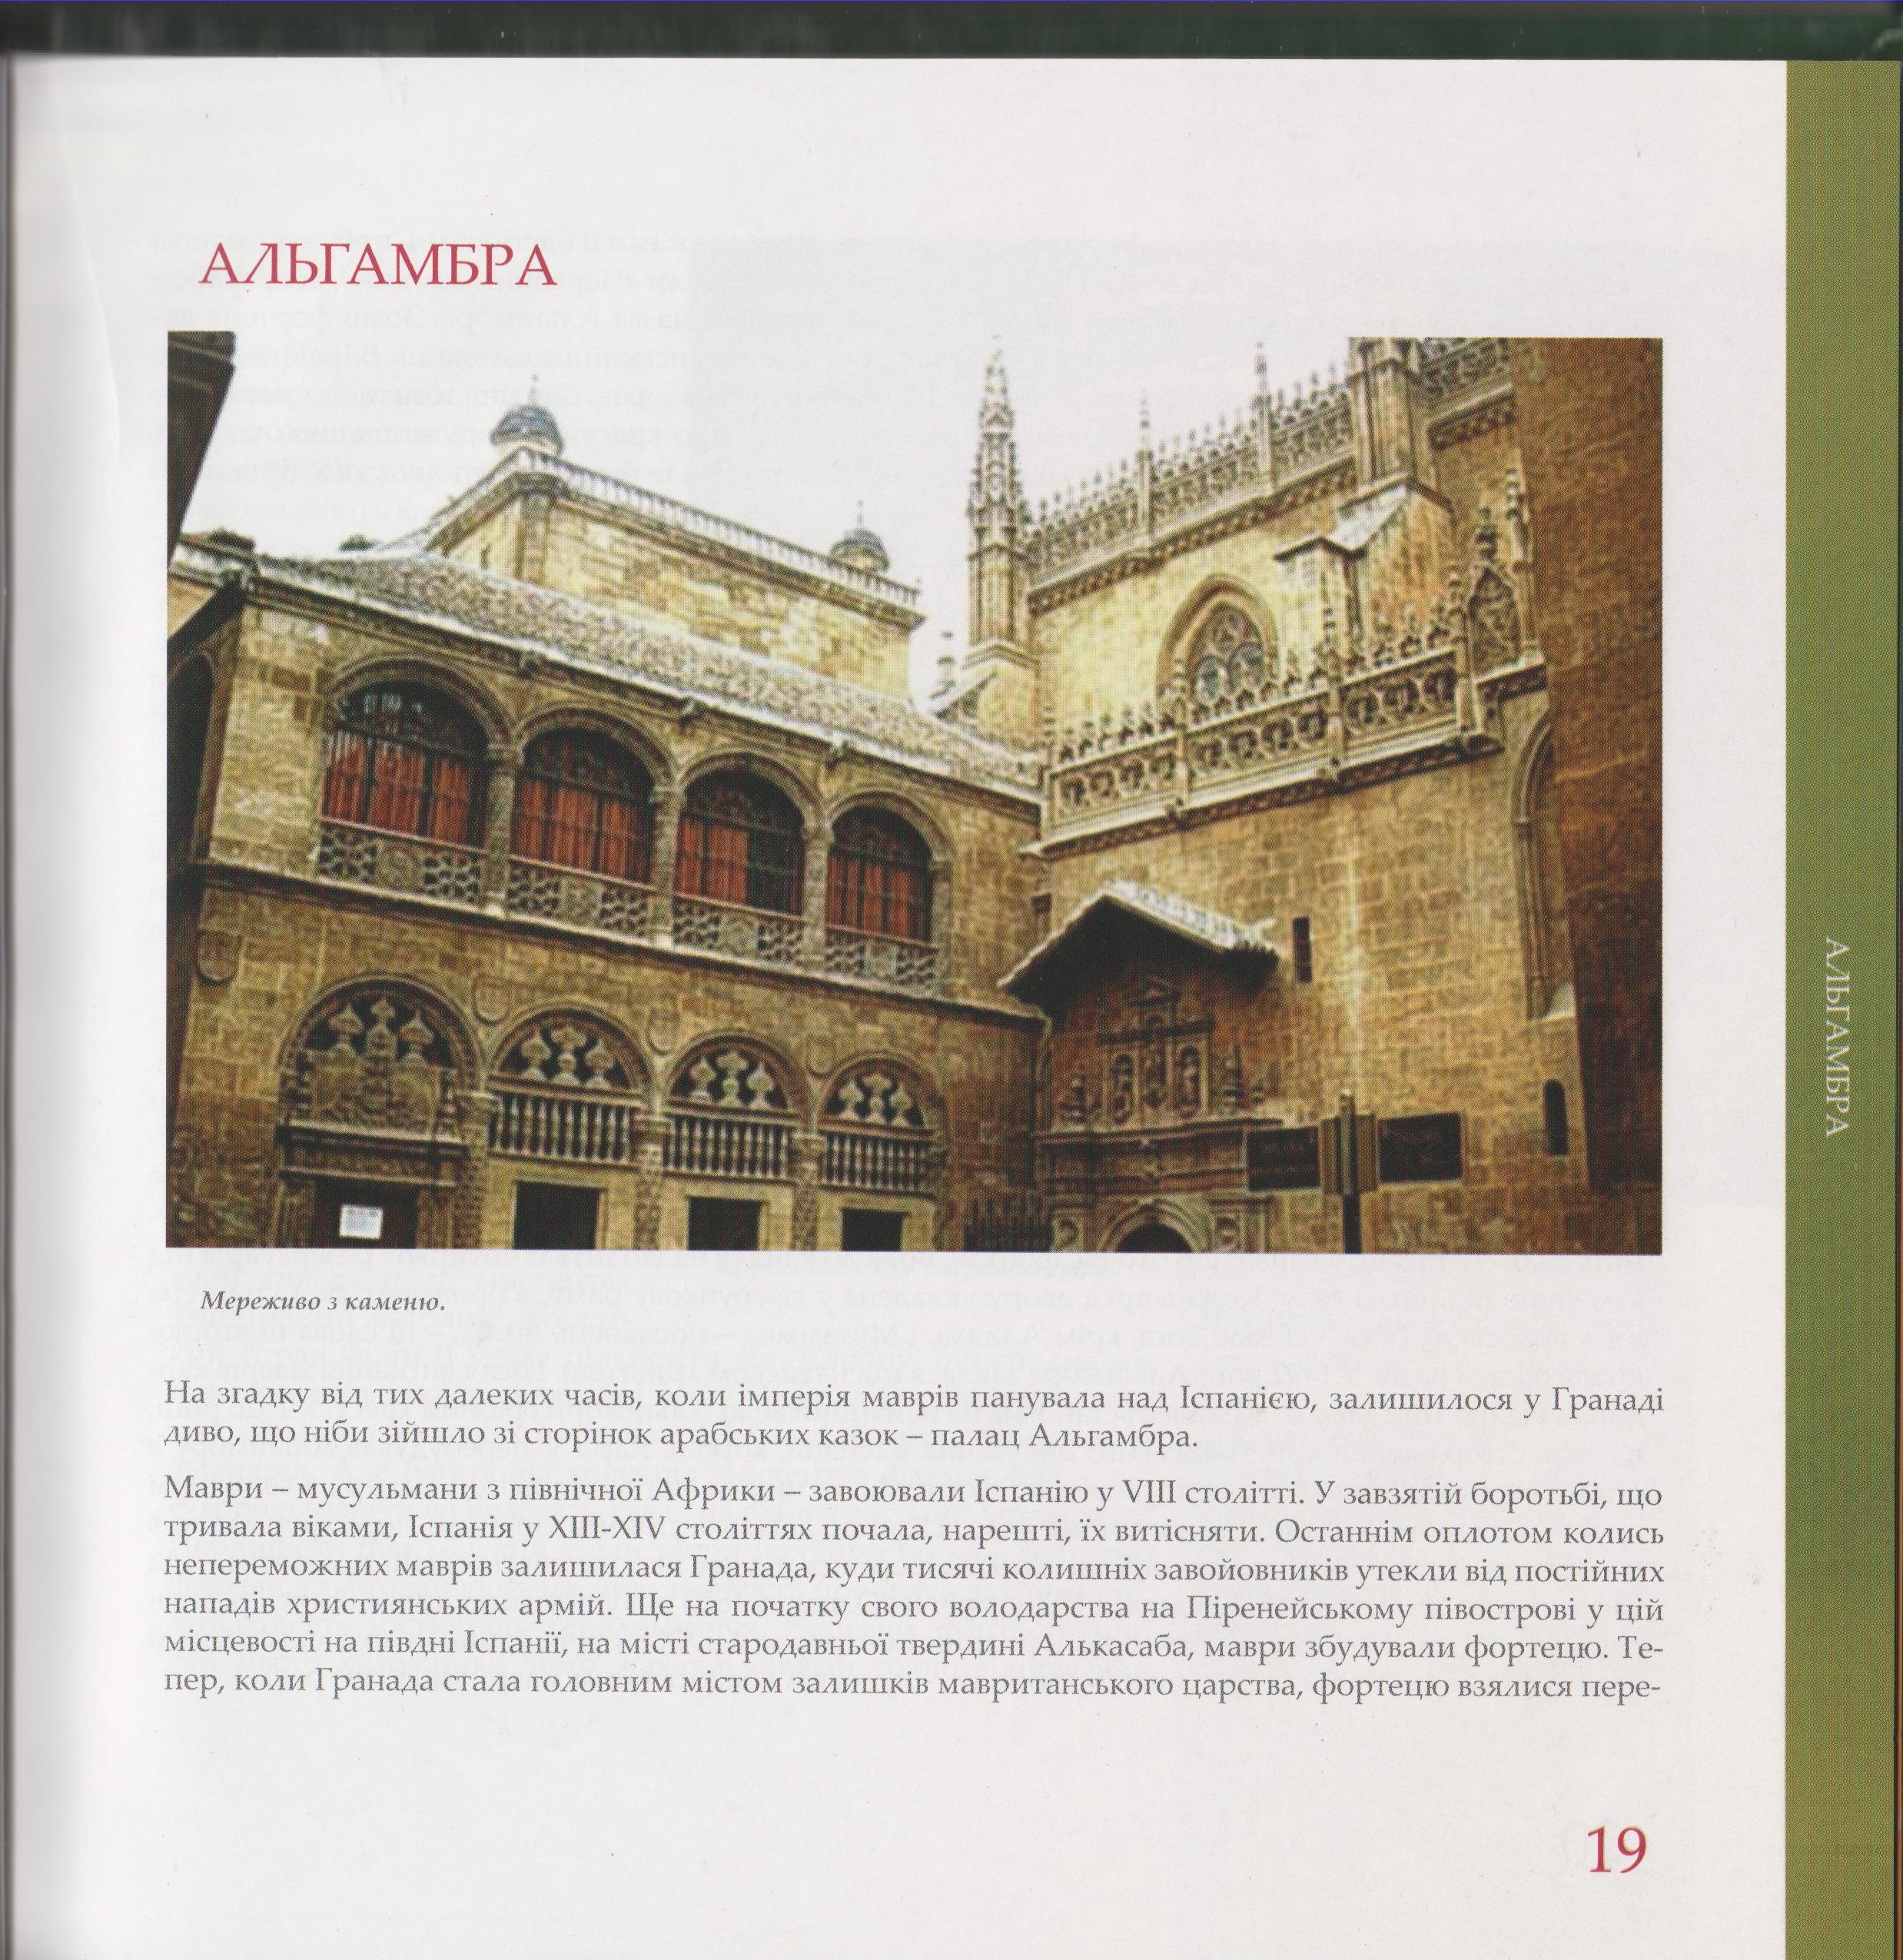 АЛЬГАМБРА
Мереживо з каменю.
На згадку від тих далеких часів, коли імперія маврів панувала над Іспанією, залишилося у Гранаді
диво, що ніби зійшло зі сторінок арабських казок – палац Альгамбра.
Маври – мусульмани з північної Африки – завоювали Іспанію у VIII столітті. У завзятій боротьбі, що
тривала віками, Іспанія у XIII-XIV століттях почала, нарешті, їх витісняти. Останнім оплотом колись
непереможних маврів залишилася Гранада, куди тисячі колишніх завойовників утекли від постійних
нападів християнських армій. Ще на початку свого володарства на Піренейському півострові у цій
місцевості на півдні Іспанії, на місті стародавньої твердині Алькасаба, маври збудували фортецю. Те-
пер, коли Гранада стала головним містом залишків мавританського царства, фортецю взялися пере-
АЛЬГАМБРА
19